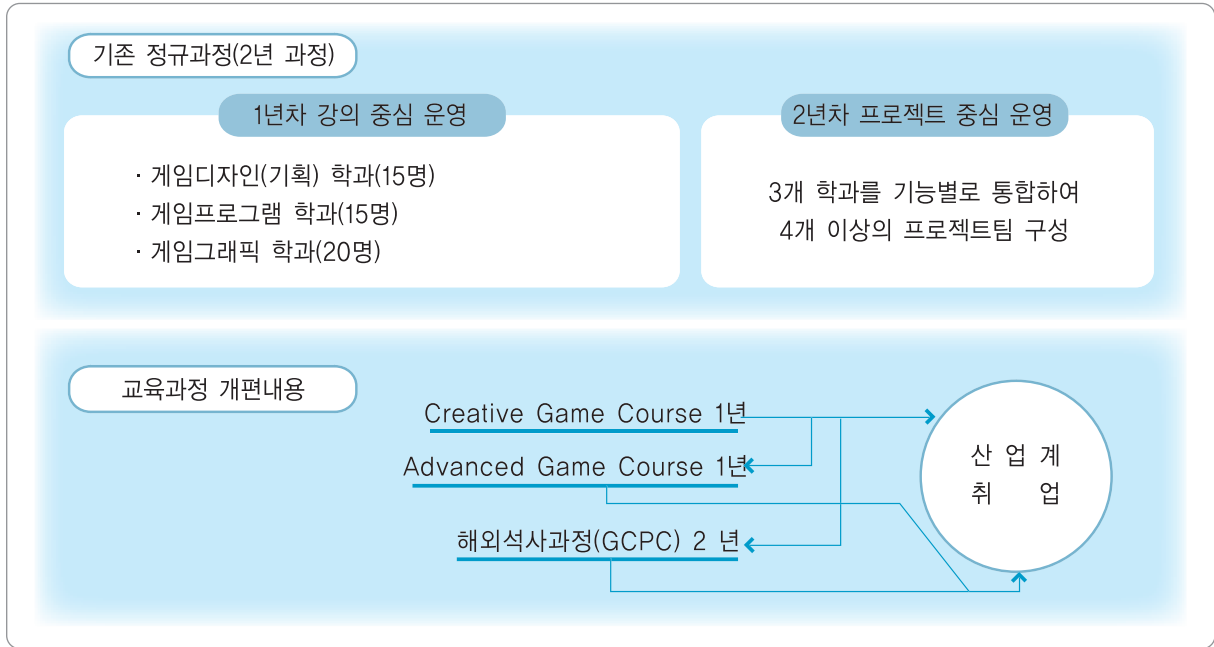 기존 정규과정(2년 과정)
1년차 강의 중심 운영
· 게임디자인(기획) 학과(15명)
· 게임프로그램 학과(15명)
· 게임그래픽 학과(20명)
2년차 프로젝트 중심 운영
3개 학과를 기능별로 통합하여
4개 이상의 프로젝트팀 구성
교육과정 개편내용
Creative Game Course 1년
Advanced Game Course 1년
해외석사과정(GCPC) 2 년
산 업 계
취 업